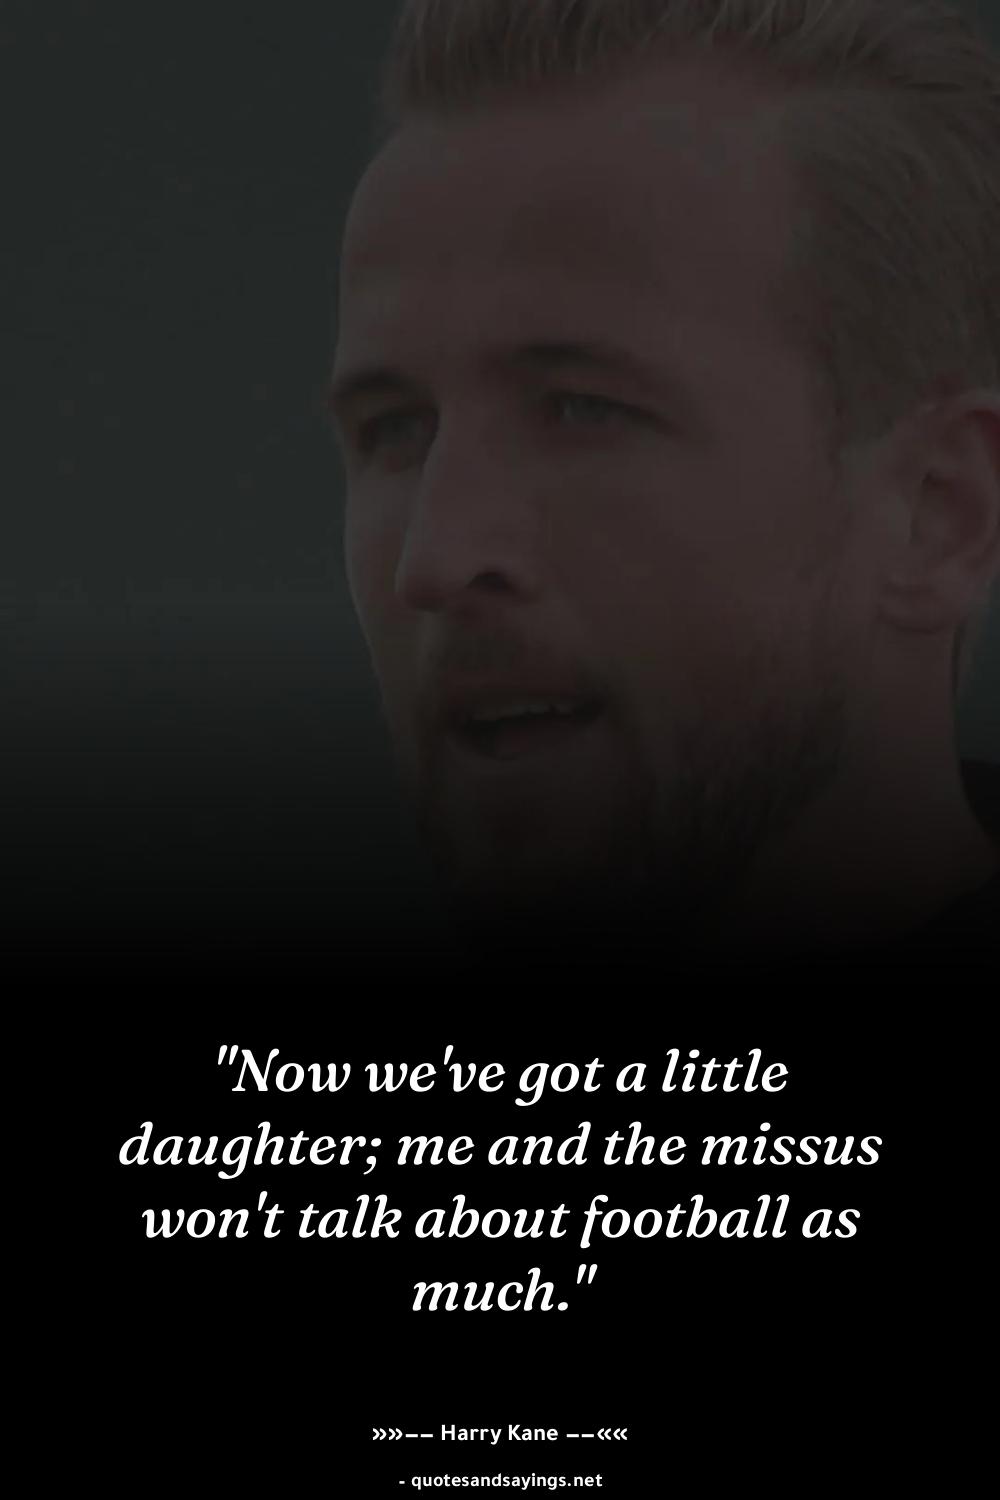 "Now we've got a little
daughter; me and the missus
won't talk about football as
much."
»»–– Harry Kane ––««
- quotesandsayings.net